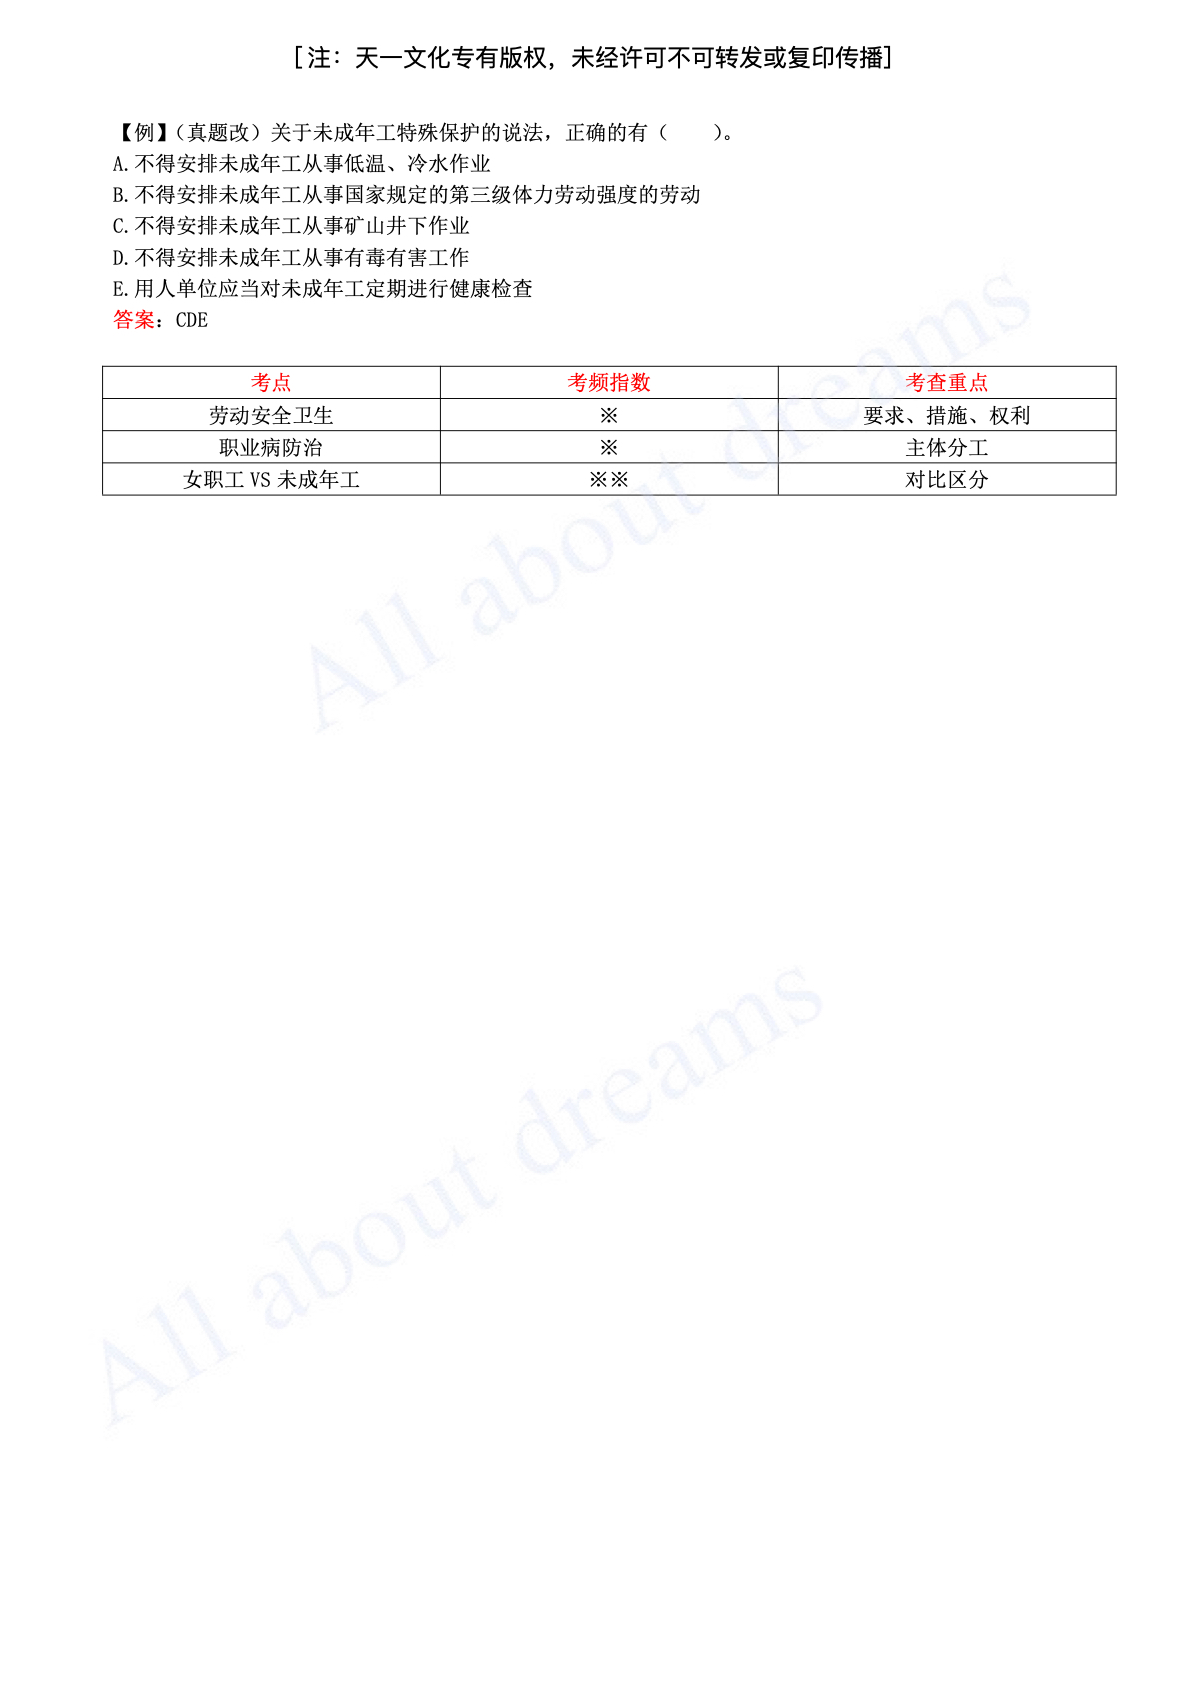 [注：天一文化专有版权，未经许可不可转发或复印传播]
【例】（真题改）关于未成年工特殊保护的说法，正确的有（　　）。
A.不得安排未成年工从事低温、冷水作业
B.不得安排未成年工从事国家规定的第三级体力劳动强度的劳动
C.不得安排未成年工从事矿山井下作业
D.不得安排未成年工从事有毒有害工作
E.用人单位应当对未成年工定期进行健康检查
答案：CDE
考点 考频指数 考查重点
劳动安全卫生 ※ 要求、措施、权利
职业病防治 ※ 主体分工
女职工 VS 未成年工 ※※ 对比区分
All about dreams
All about dreams